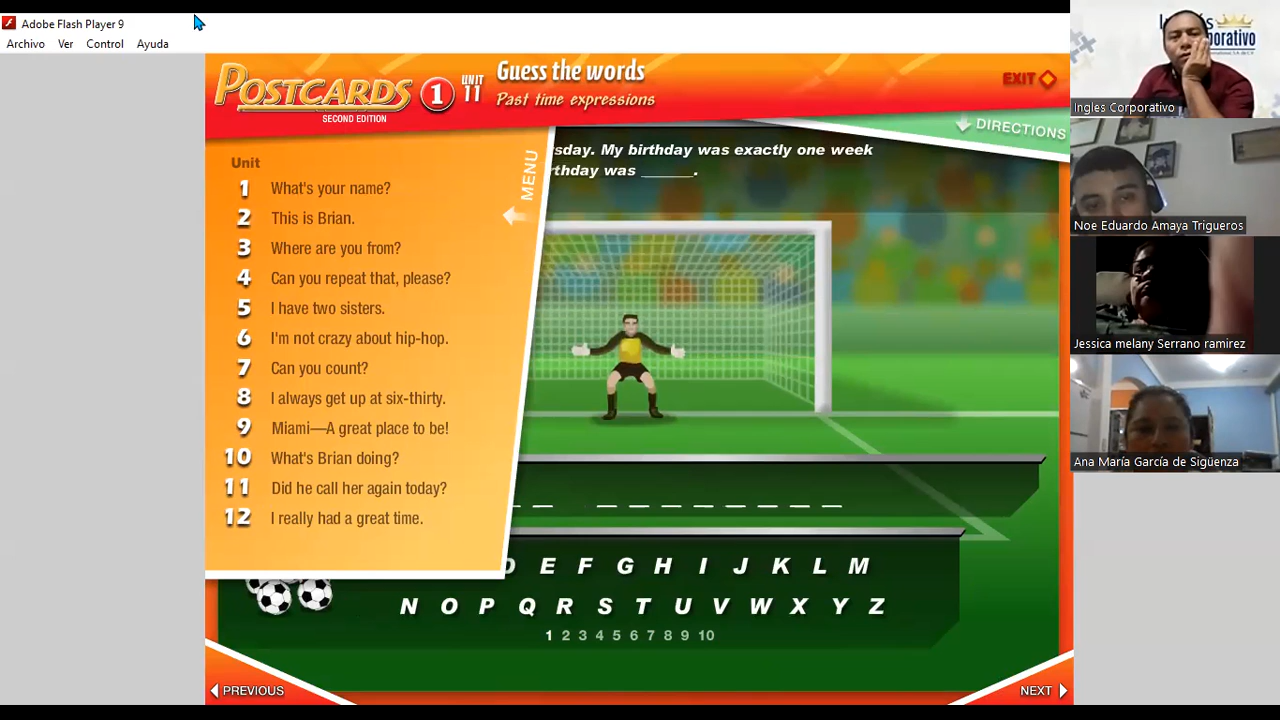 Adobe Flash Player 9
Archivo Ver Control Ayuda
POSTCARDS 1
SECOND EDITION
UNIT 11
Guess the words
Past time expressions
EXIT
DIRECTIONS
MENU
rsday. My birthday was exactly one week
rthday was ______.
Unit
1 What's your name?
2 This is Brian.
3 Where are you from?
4 Can you repeat that, please?
5 I have two sisters.
6 I'm not crazy about hip-hop.
7 Can you count?
8 I always get up at six-thirty.
9 Miami—A great place to be!
10 What's Brian doing?
11 Did he call her again today?
12 I really had a great time.
D E F G H I J K L M
N O P Q R S T U V W X Y Z
1 2 3 4 5 6 7 8 9 10
PREVIOUS
NEXT
Ingles Corporativo
Noe Eduardo Amaya Trigueros
Jessica melany Serrano ramirez
Ana María García de Sigüenza